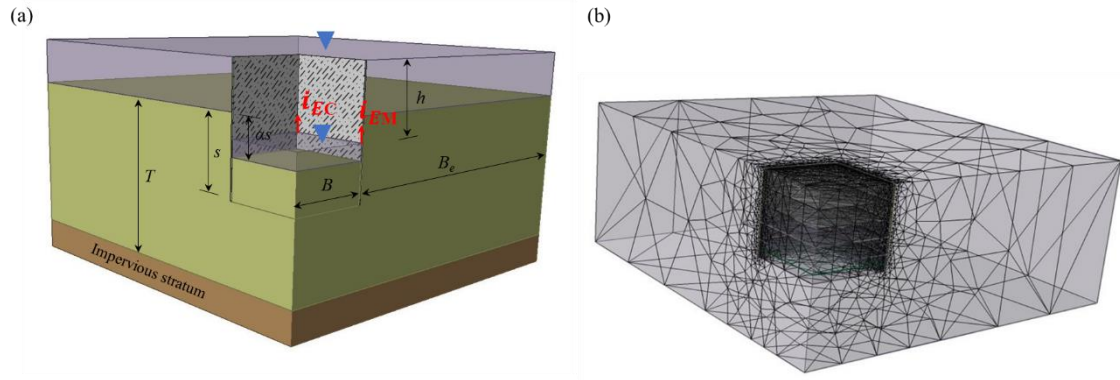 (a)
(b)
h
i_EC
i_EM
αs
s
T
B
B_e
Impervious stratum